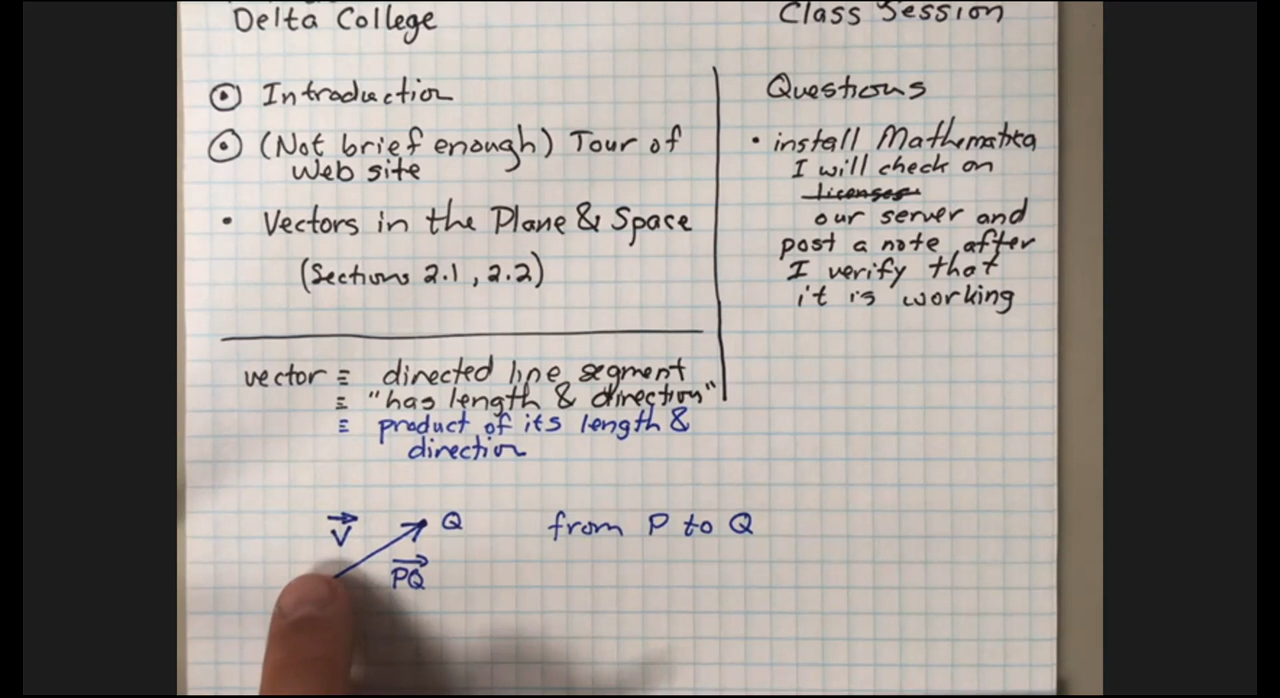 Delta College
Class Session
Introduction
(Not brief enough) Tour of
Web site
• Vectors in the Plane & Space
(Sections 2.1, 2.2)
Questions
• install Mathematica
I will check on
licenses
our server and
post a note after
I verify that
it is working
vector ≡ directed line segment
≡ "has length & direction"
≡ product of its length &
direction
V
Q
from P to Q
PQ